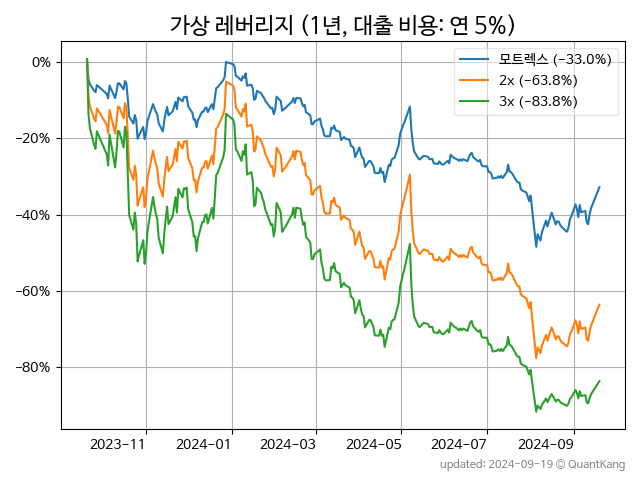 가상 레버리지 (1년, 대출 비용: 연 5%)
모트렉스 (−33.0%)
2x (−63.8%)
3x (−83.8%)
0%
−20%
−40%
−60%
−80%
2023−11 2024−01 2024−03 2024−05 2024−07 2024−09
updated: 2024−09−19 © QuantKang